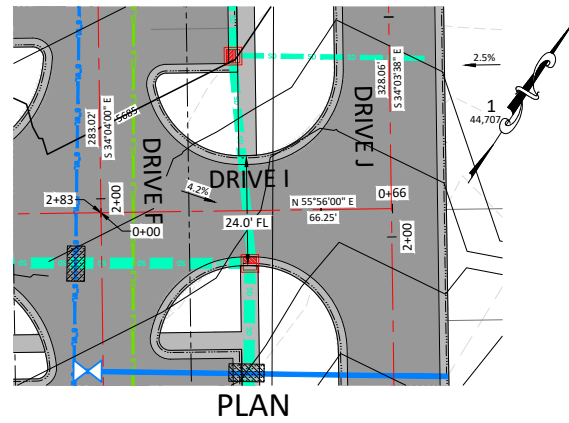 2.5%
1
44,707
328.06'
S 34°03'38" E
283.02'
S 34°04'00" E
5685
DRIVE F
DRIVE J
DRIVE I
4.2%
N 55°56'00" E
66.25'
0+66
2+00
2+83
2+00
0+00
24.0' FL
PLAN